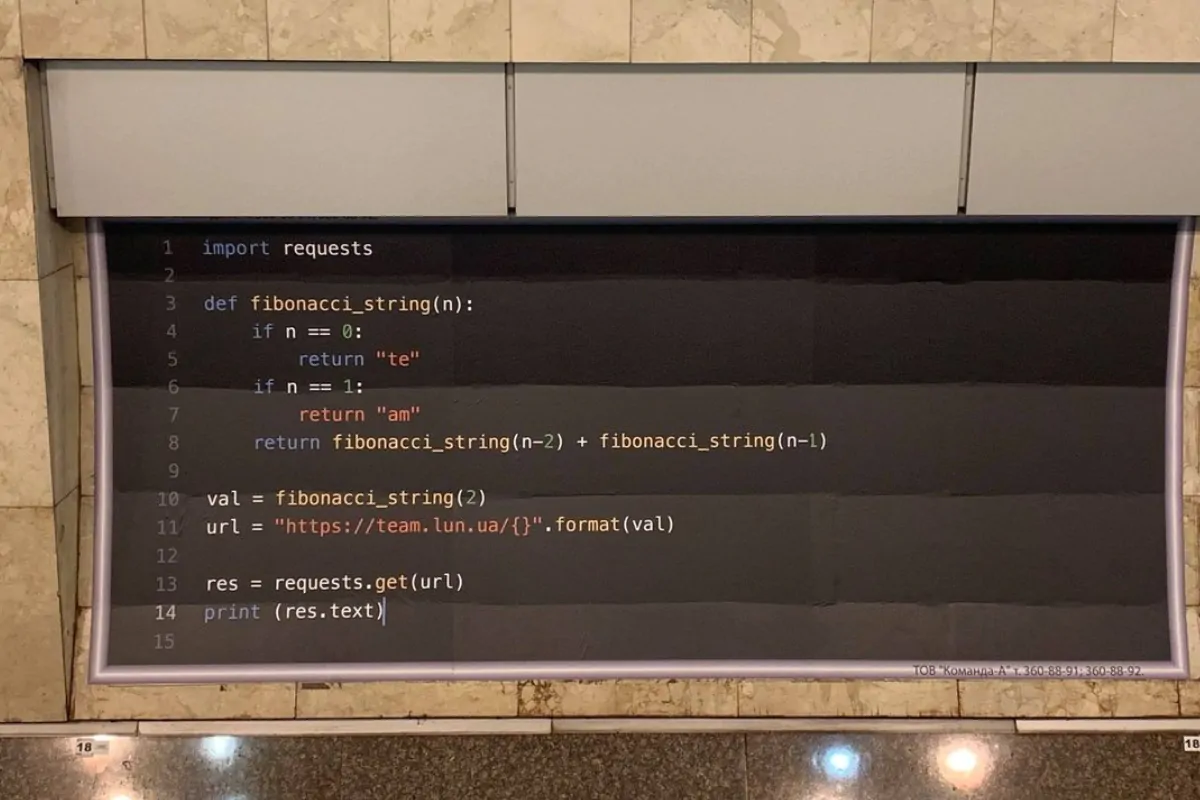 1 import requests
2
3 def fibonacci_string(n):
4     if n == 0:
5         return "te"
6     if n == 1:
7         return "am"
8     return fibonacci_string(n-2) + fibonacci_string(n-1)
9
10 val = fibonacci_string(2)
11 url = "https://team.lun.ua/{}".format(val)
12
13 res = requests.get(url)
14 print (res.text)
15
ТОВ "Команда-А" т. 360-88-91; 360-88-92.
18
18